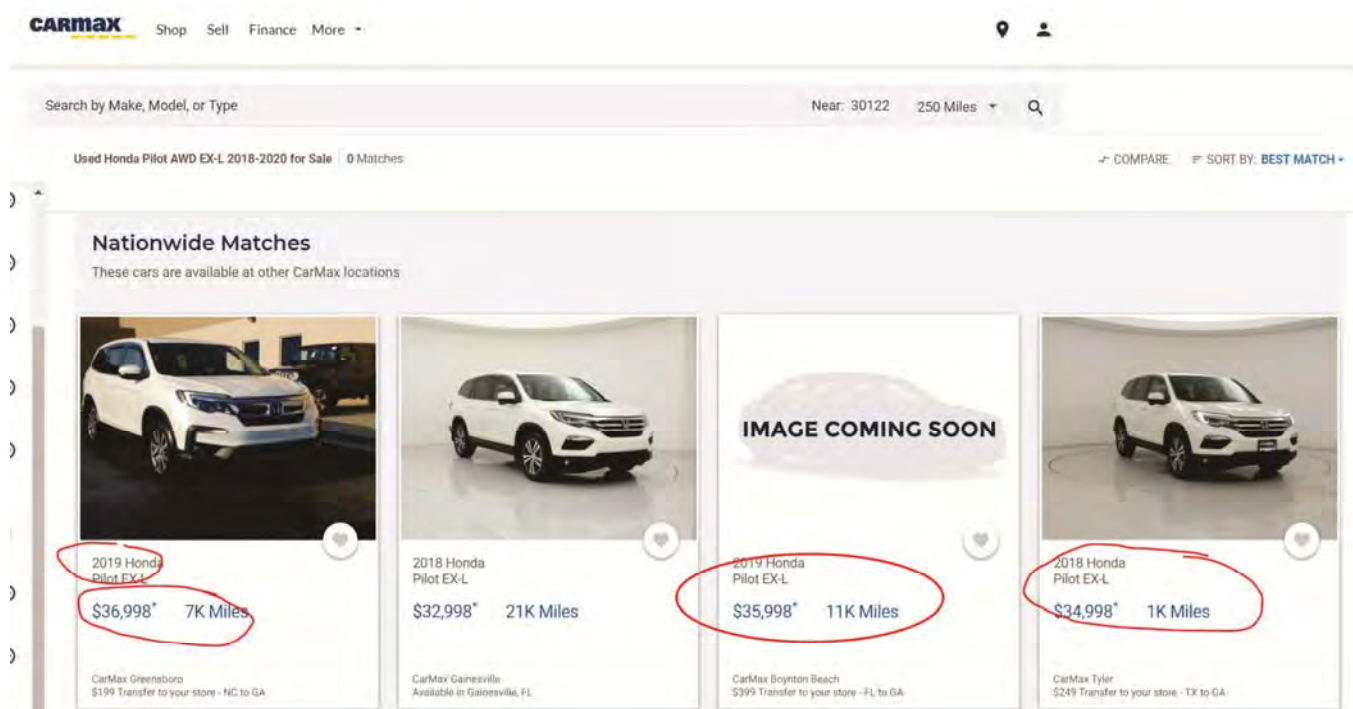 CARMAX Shop Sell Finance More
Search by Make, Model, or Type Near: 30122 250 Miles
Used Honda Pilot AWD EX-L 2018-2020 for Sale 0 Matches COMPARE SORT BY: BEST MATCH
Nationwide Matches
These cars are available at other CarMax locations
IMAGE COMING SOON
2019 Honda
Pilot EX-L
$36,998* 7K Miles
CarMax Greensboro
$199 Transfer to your store - NC to GA
2018 Honda
Pilot EX-L
$32,998* 21K Miles
CarMax Gainesville
Available in Gainesville, FL
2019 Honda
Pilot EX-L
$35,998* 11K Miles
CarMax Boynton Beach
$399 Transfer to your store - FL to GA
2018 Honda
Pilot EX-L
$34,998* 1K Miles
CarMax Tyler
$249 Transfer to your store - TX to GA